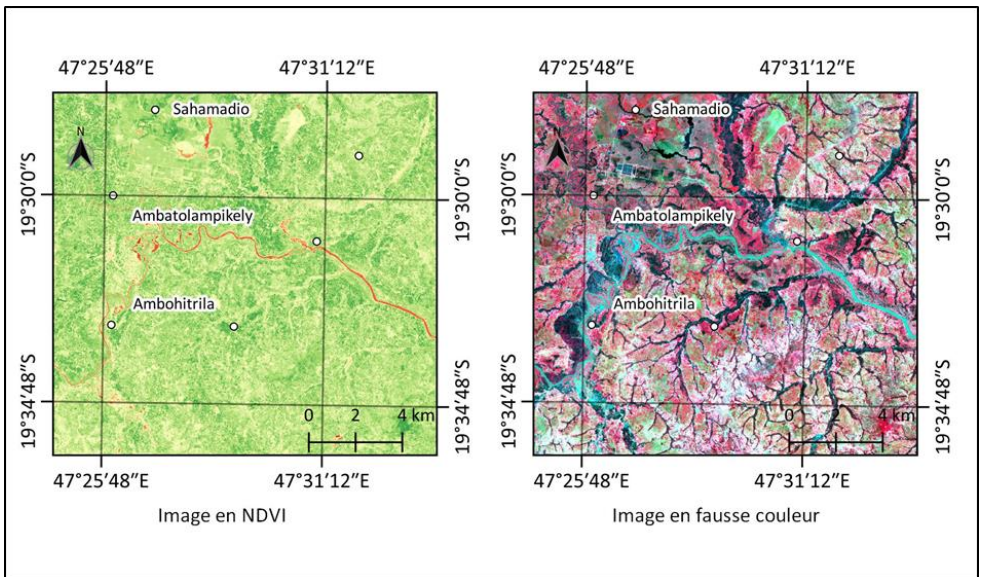 47°25′48″E 47°31′12″E 47°25′48″E 47°31′12″E
Sahamadio Sahamadio
N N
19°30′0″S 19°30′0″S 19°30′0″S 19°30′0″S
Ambatolampikely Ambatolampikely
Ambohitrila Ambohitrila
19°34′48″S 19°34′48″S 19°34′48″S 19°34′48″S
0 2 4 km 0 2 4 km
47°25′48″E 47°31′12″E 47°25′48″E 47°31′12″E
Image en NDVI Image en fausse couleur